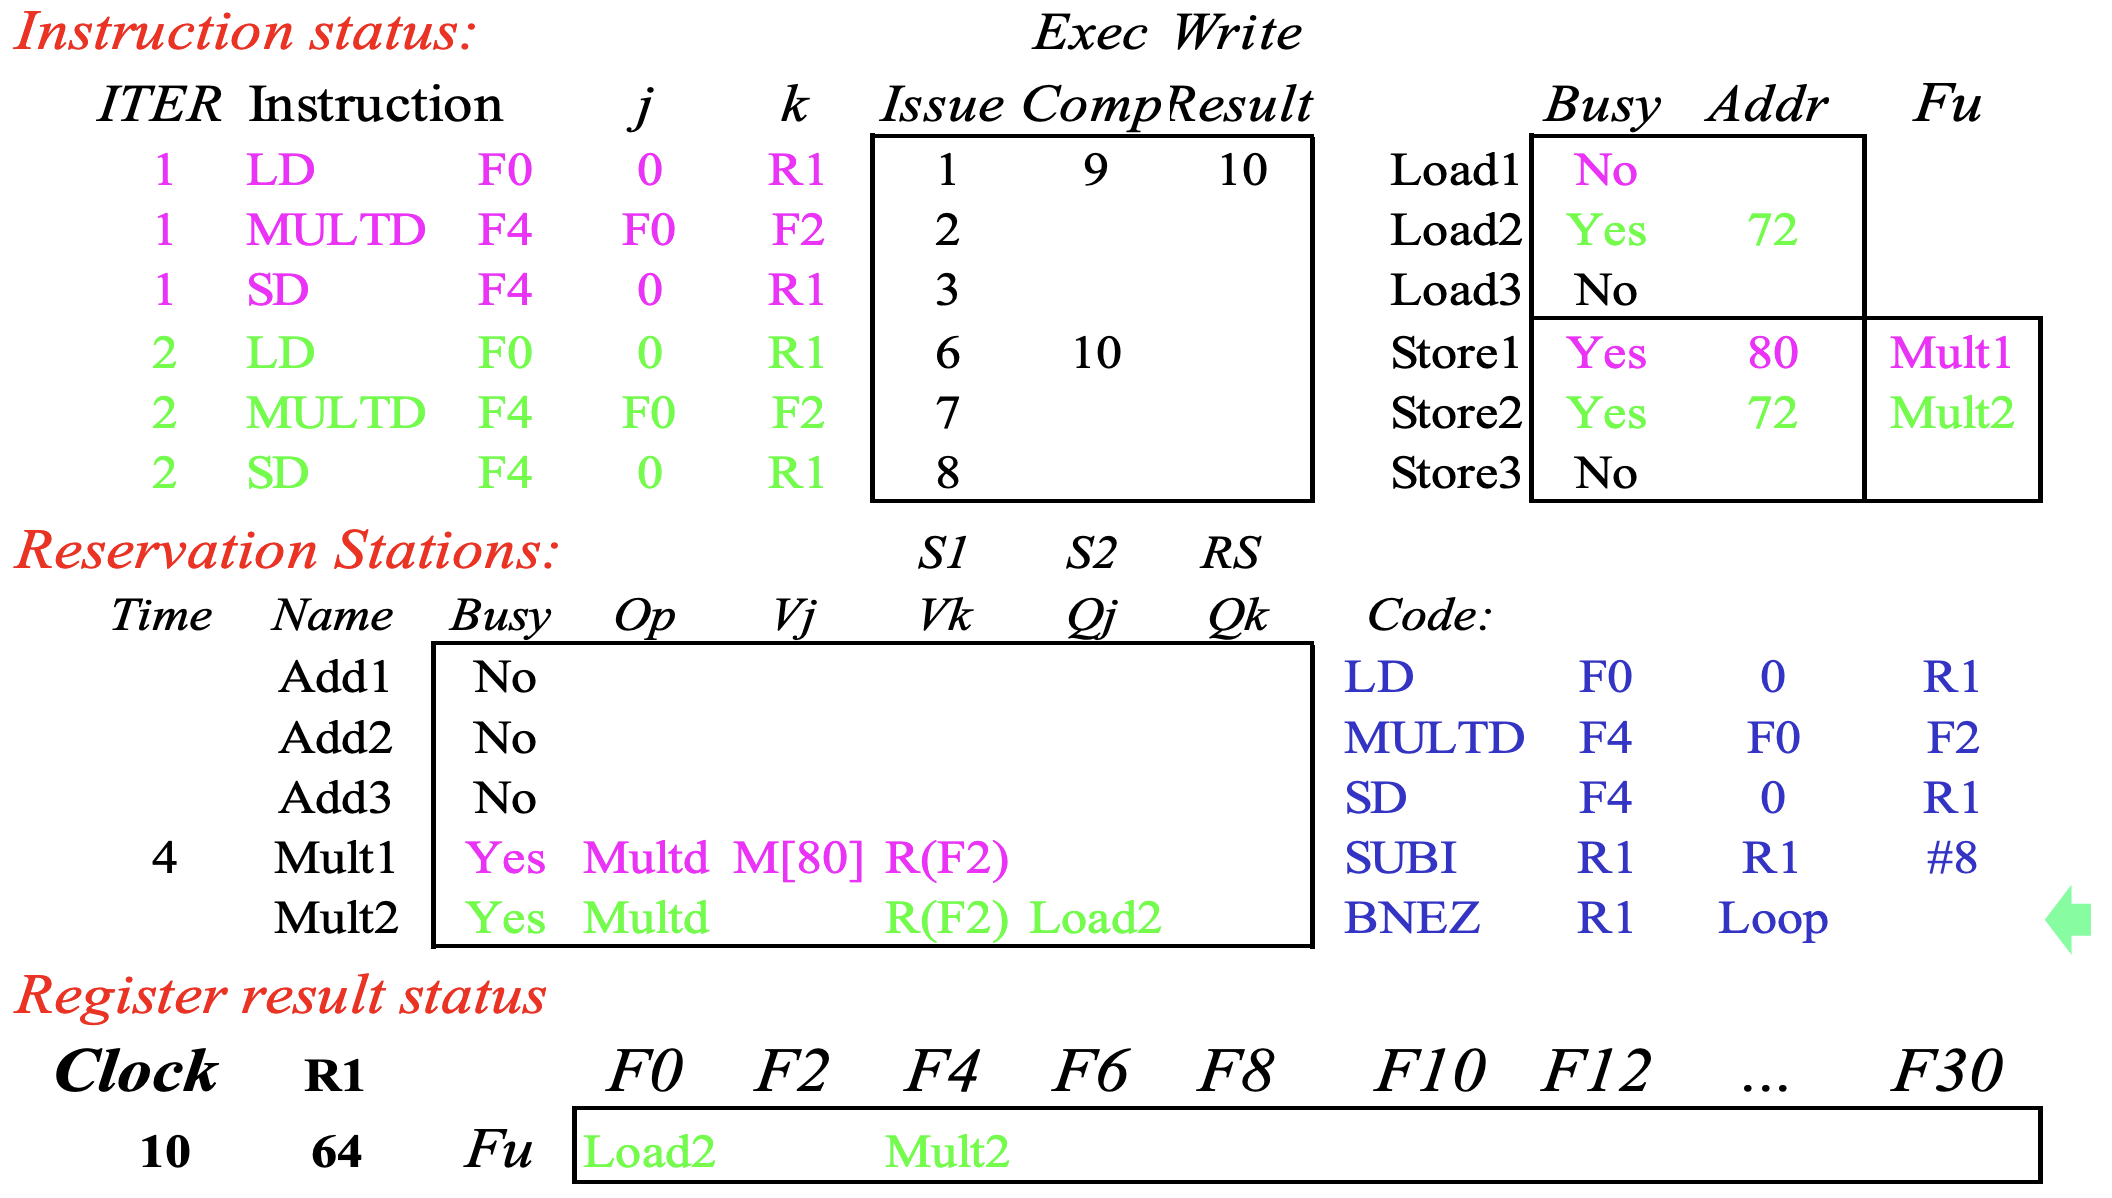 Instruction status: Exec Write
ITER Instruction j k Issue Comp Result Busy Addr Fu
1 LD F0 0 R1 1 9 10 Load1 No
1 MULTD F4 F0 F2 2 Load2 Yes 72
1 SD F4 0 R1 3 Load3 No
2 LD F0 0 R1 6 10 Store1 Yes 80 Mult1
2 MULTD F4 F0 F2 7 Store2 Yes 72 Mult2
2 SD F4 0 R1 8 Store3 No
Reservation Stations: S1 S2 RS
Time Name Busy Op Vj Vk Qj Qk Code:
Add1 No LD F0 0 R1
Add2 No MULTD F4 F0 F2
Add3 No SD F4 0 R1
4 Mult1 Yes Multd M[80] R(F2) SUBI R1 R1 #8
Mult2 Yes Multd R(F2) Load2 BNEZ R1 Loop
Register result status
Clock R1 F0 F2 F4 F6 F8 F10 F12 ... F30
10 64 Fu Load2 Mult2